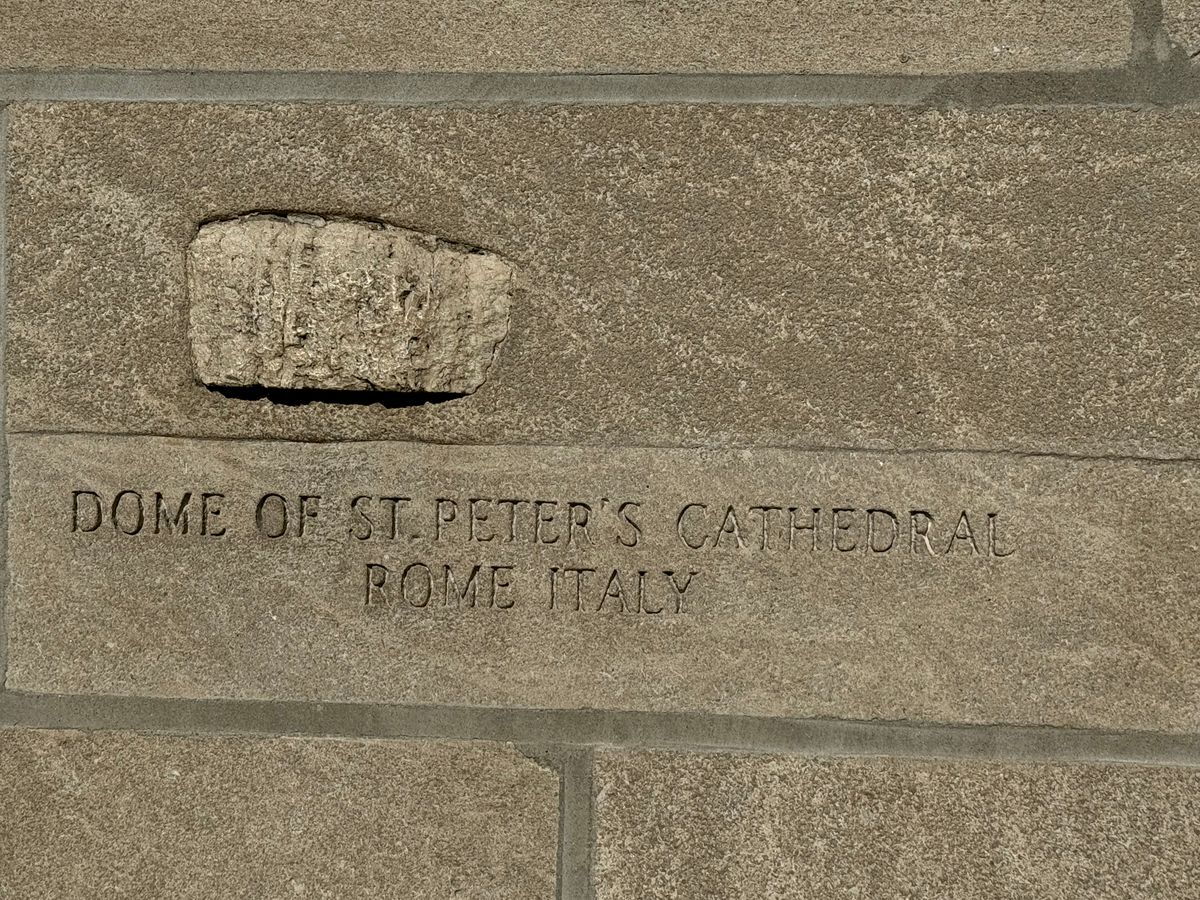 DOME OF ST. PETER'S CATHEDRAL
ROME ITALY